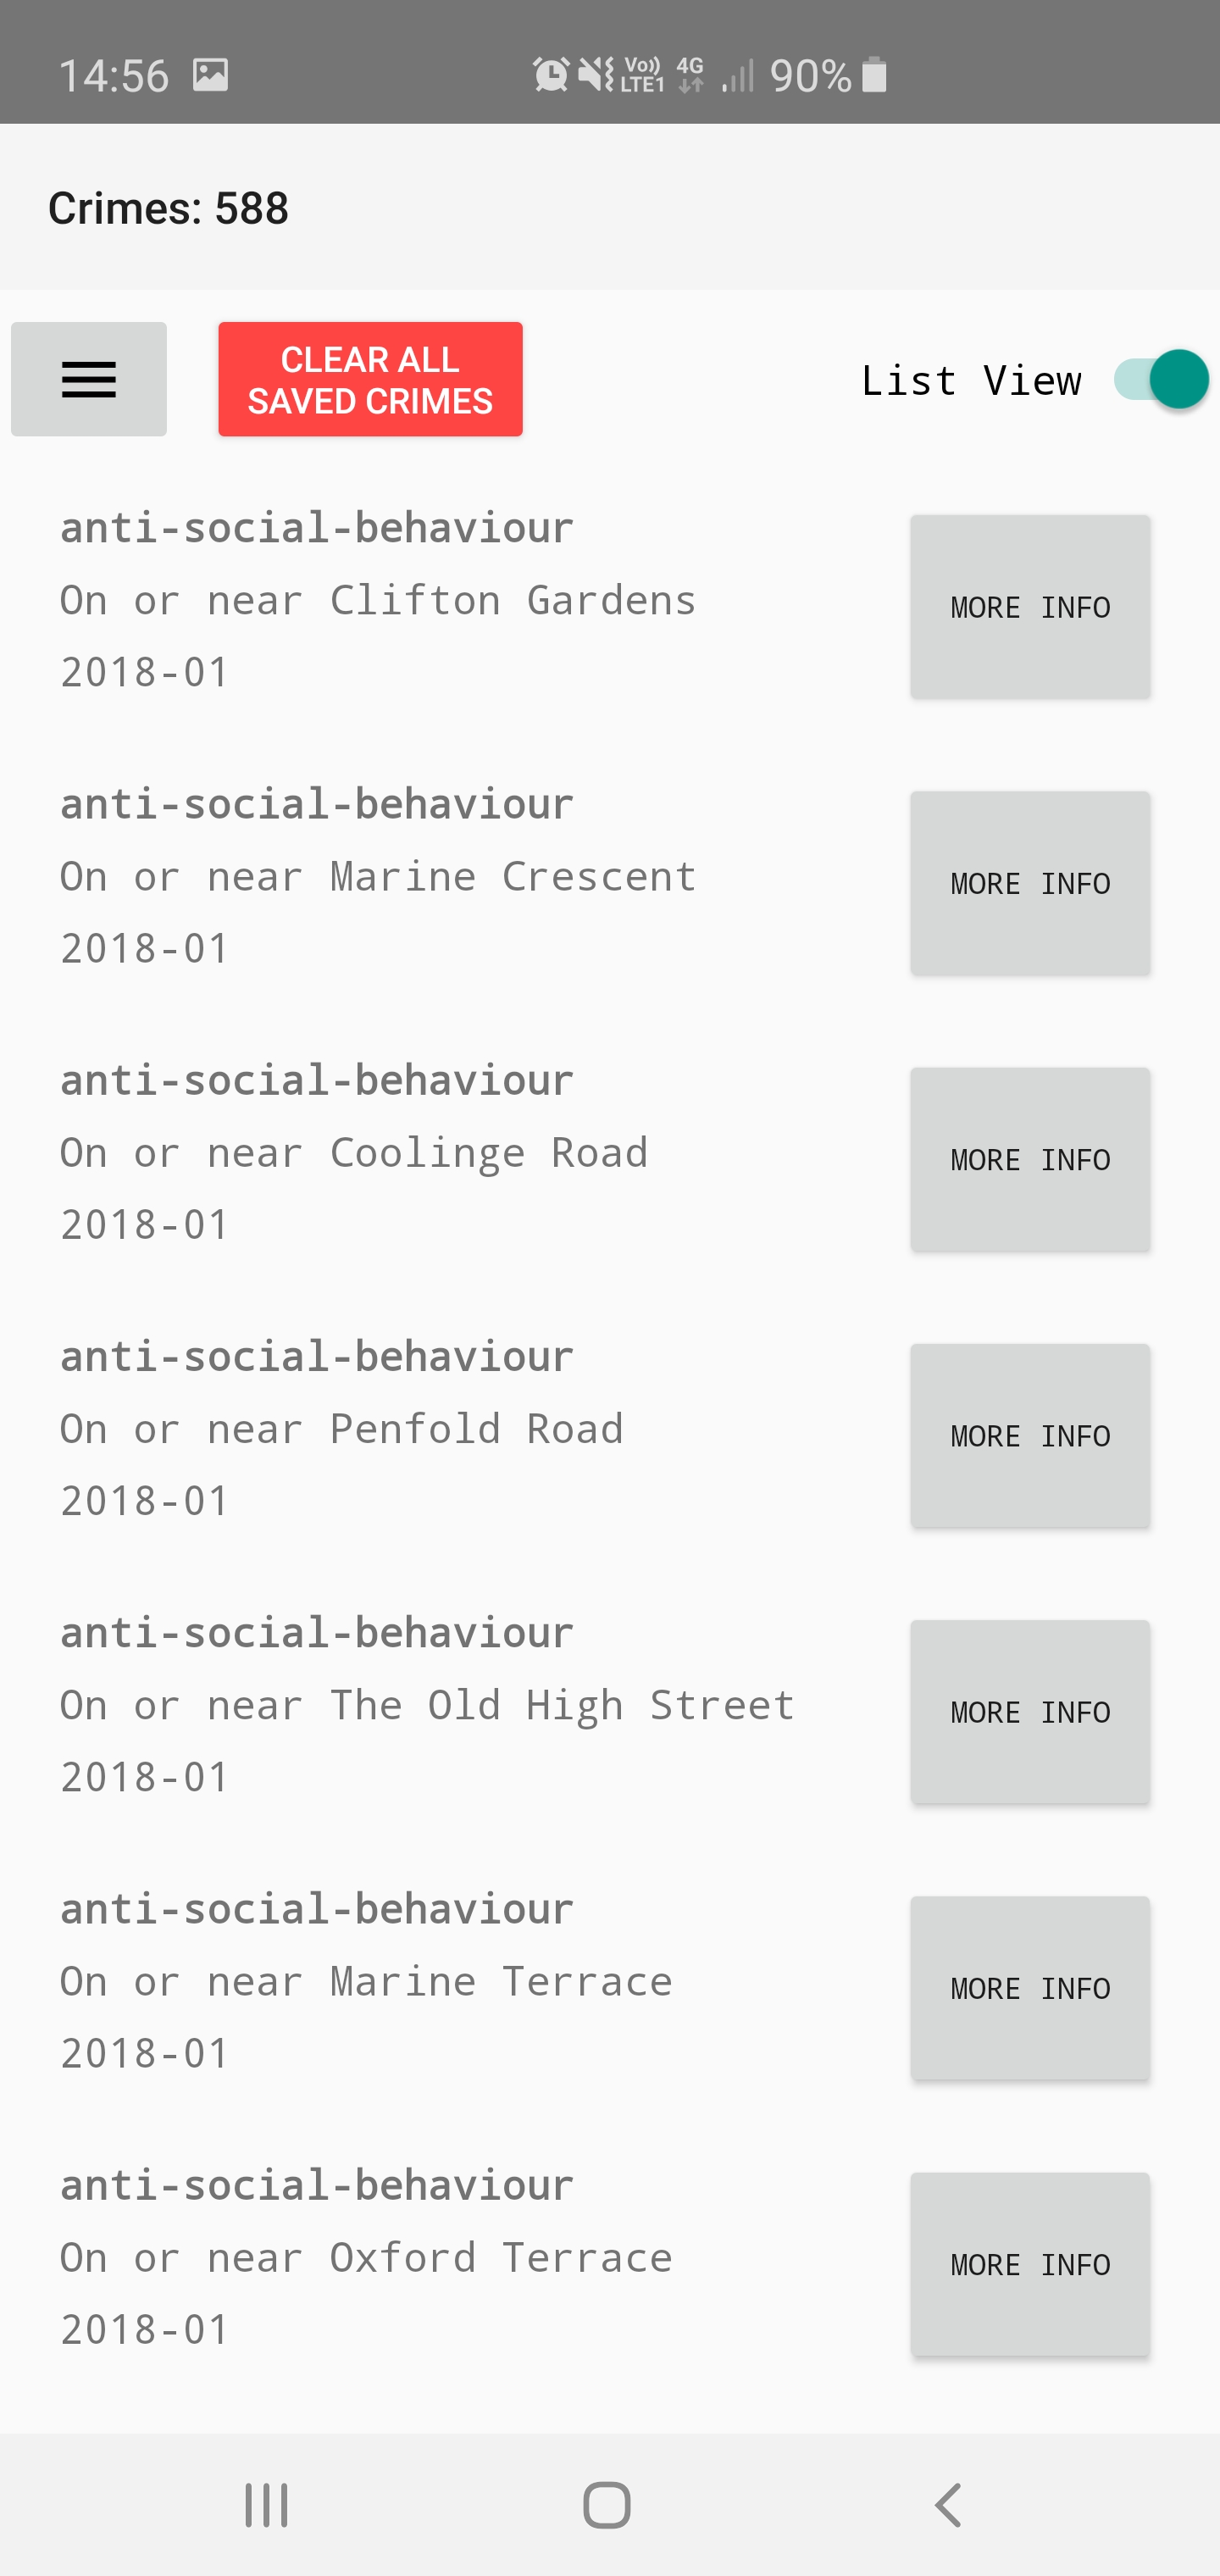 14:56 Vo)) LTE1 4G 90%
Crimes: 588
CLEAR ALL
SAVED CRIMES
List View
anti-social-behaviour
On or near Clifton Gardens
2018-01
MORE INFO
anti-social-behaviour
On or near Marine Crescent
2018-01
MORE INFO
anti-social-behaviour
On or near Coolinge Road
2018-01
MORE INFO
anti-social-behaviour
On or near Penfold Road
2018-01
MORE INFO
anti-social-behaviour
On or near The Old High Street
2018-01
MORE INFO
anti-social-behaviour
On or near Marine Terrace
2018-01
MORE INFO
anti-social-behaviour
On or near Oxford Terrace
2018-01
MORE INFO